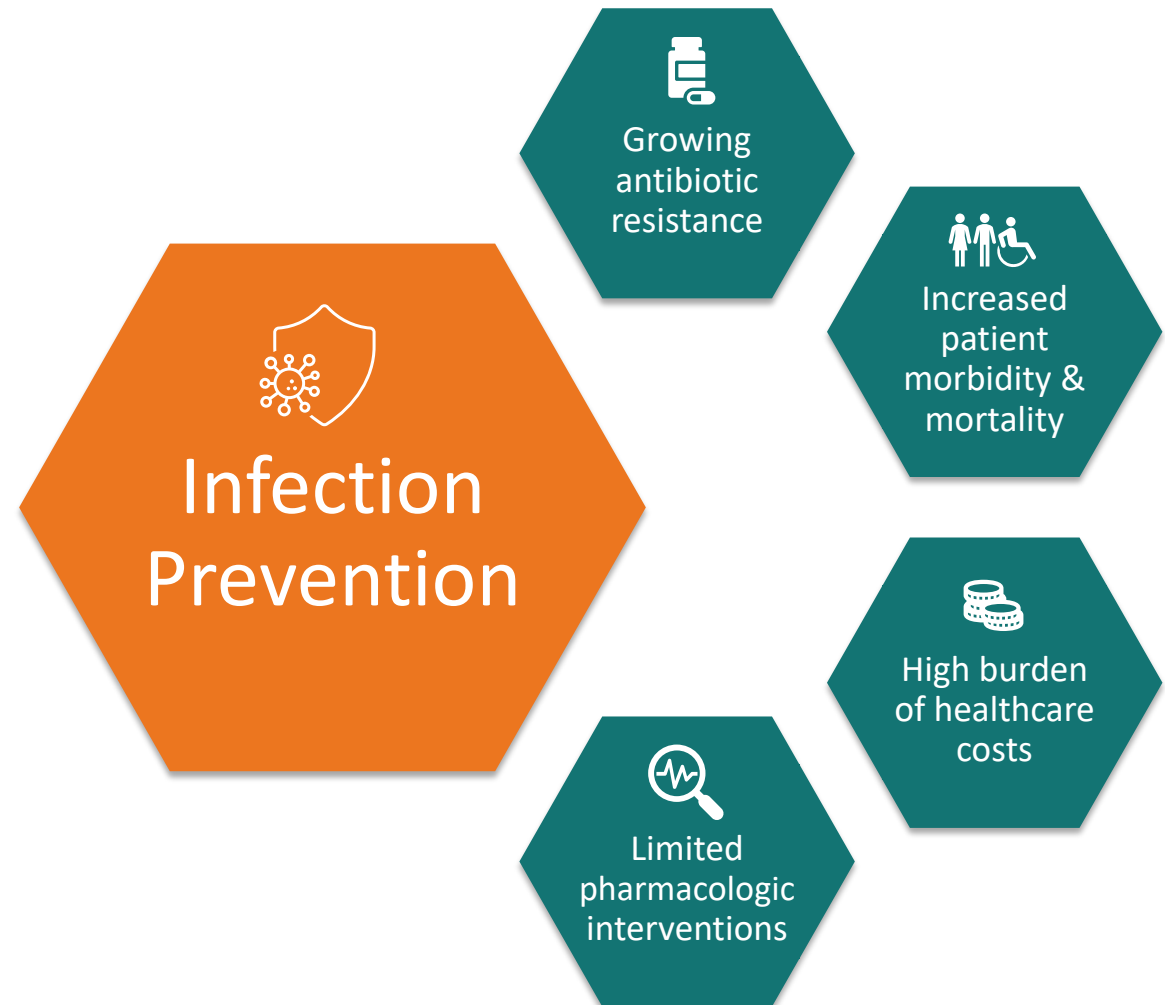 Growing
antibiotic
resistance
Increased
patient
morbidity &
mortality
Infection
Prevention
High burden
of healthcare
costs
Limited
pharmacologic
interventions